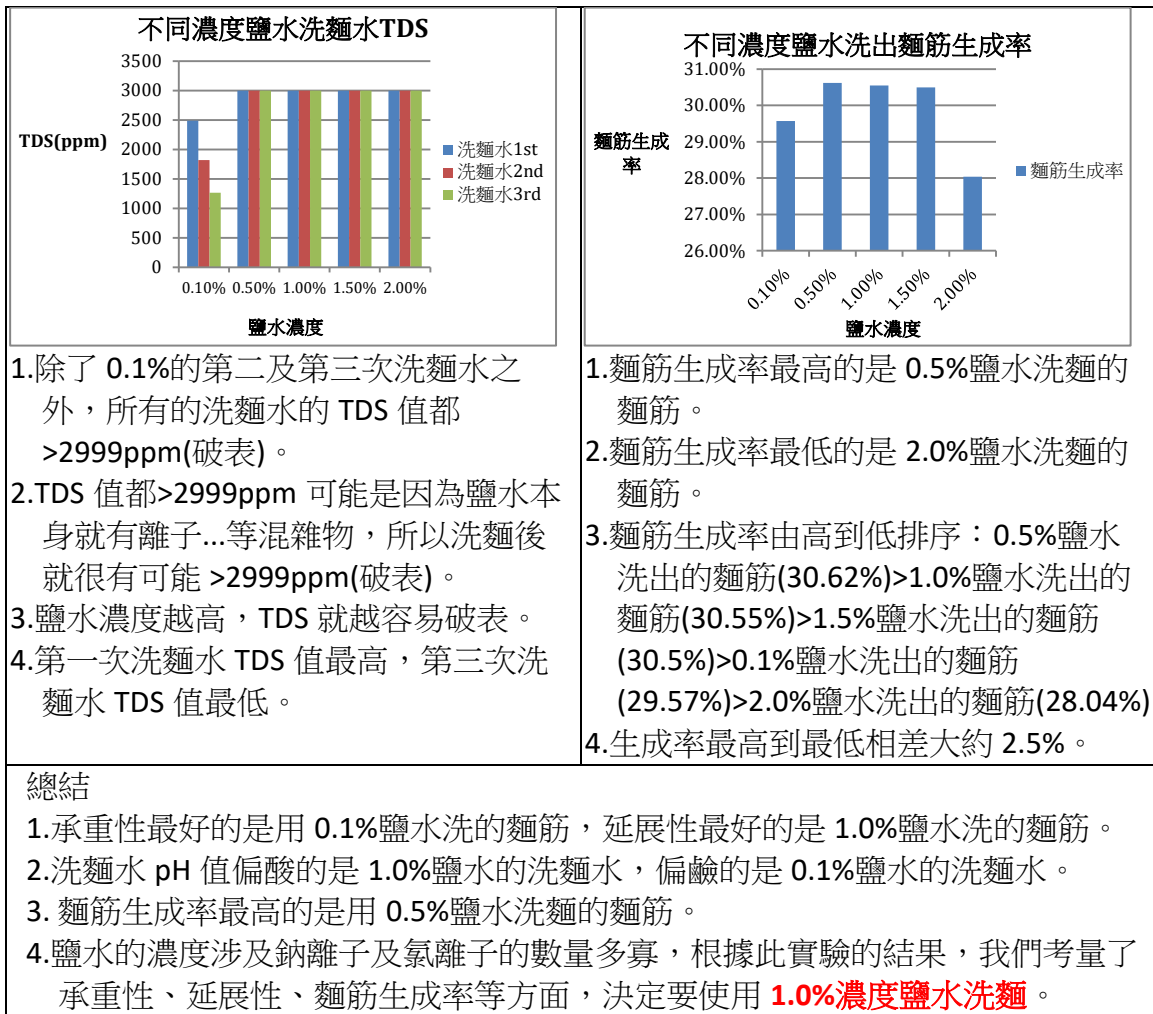 不同濃度鹽水洗麵水TDS
3500
3000
2500
2000
1500
1000
500
0
TDS(ppm)
洗麵水1st
洗麵水2nd
洗麵水3rd
0.10% 0.50% 1.00% 1.50% 2.00%
鹽水濃度
1.除了 0.1%的第二及第三次洗麵水之
外，所有的洗麵水的 TDS 值都
>2999ppm(破表)。
2.TDS 值都>2999ppm 可能是因為鹽水本
身就有離子...等混雜物，所以洗麵後
就很有可能 >2999ppm(破表)。
3.鹽水濃度越高，TDS 就越容易破表。
4.第一次洗麵水 TDS 值最高，第三次洗
麵水 TDS 值最低。
不同濃度鹽水洗出麵筋生成率
31.00%
30.00%
29.00%
28.00%
27.00%
26.00%
麵筋生成
率
麵筋生成率
0.10% 0.50% 1.00% 1.50% 2.00%
鹽水濃度
1.麵筋生成率最高的是 0.5%鹽水洗麵的
麵筋。
2.麵筋生成率最低的是 2.0%鹽水洗麵的
麵筋。
3.麵筋生成率由高到低排序：0.5%鹽水
洗出的麵筋(30.62%)>1.0%鹽水洗出的
麵筋(30.55%)>1.5%鹽水洗出的麵筋
(30.5%)>0.1%鹽水洗出的麵筋
(29.57%)>2.0%鹽水洗出的麵筋(28.04%)
4.生成率最高到最低相差大約 2.5%。
總結
1.承重性最好的是用 0.1%鹽水洗的麵筋，延展性最好的是 1.0%鹽水洗的麵筋。
2.洗麵水 pH 值偏酸的是 1.0%鹽水的洗麵水，偏鹼的是 0.1%鹽水的洗麵水。
3. 麵筋生成率最高的是用 0.5%鹽水洗麵的麵筋。
4.鹽水的濃度涉及鈉離子及氯離子的數量多寡，根據此實驗的結果，我們考量了
承重性、延展性、麵筋生成率等方面，決定要使用 1.0%濃度鹽水洗麵。